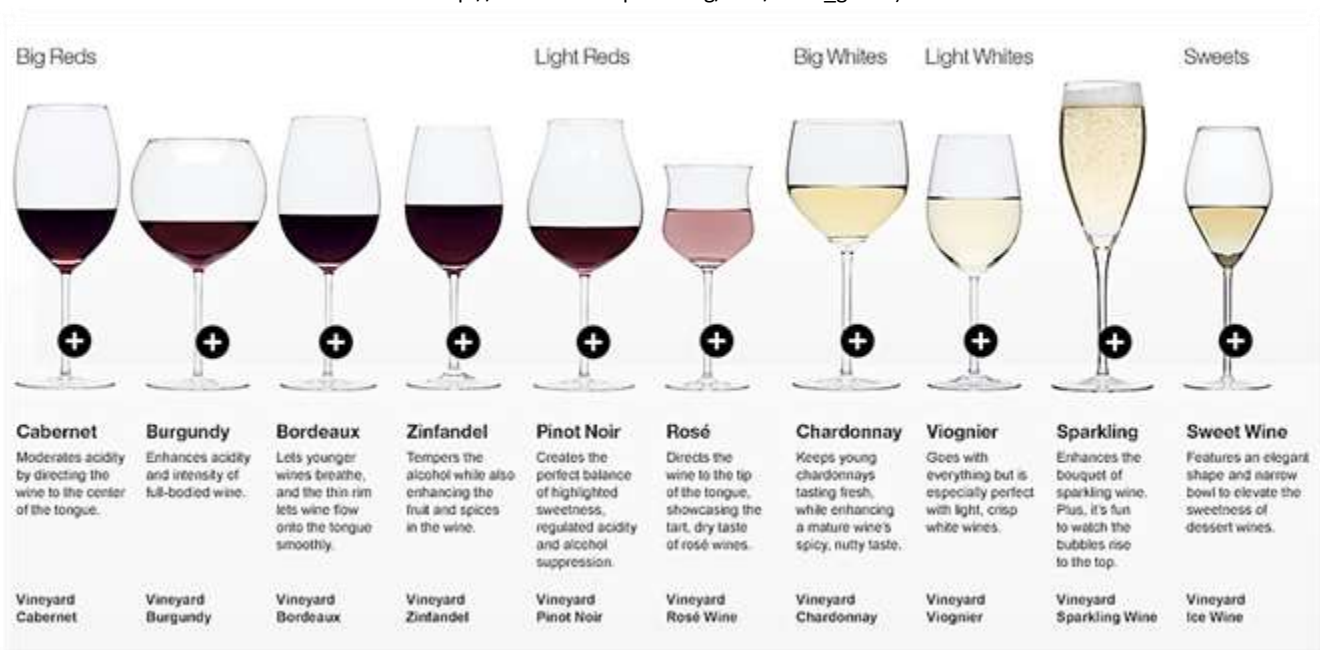 Big Reds
Light Reds
Big Whites
Light Whites
Sweets
Cabernet
Moderates acidity
by directing the
wine to the center
of the tongue.
Vineyard
Cabernet
Burgundy
Enhances acidity
and intensity of
full-bodied wine.
Vineyard
Burgundy
Bordeaux
Lets younger
wines breathe,
and the thin rim
lets wine flow
onto the tongue
smoothly.
Vineyard
Bordeaux
Zinfandel
Tempers the
alcohol while also
enhancing the
fruit and spices
in the wine.
Vineyard
Zinfandel
Pinot Noir
Creates the
perfect balance
of highlighted
sweetness,
regulated acidity
and alcohol
suppression.
Vineyard
Pinot Noir
Rosé
Directs the
wine to the tip
of the tongue,
showcasing the
tart, dry taste
of rosé wines.
Vineyard
Rosé Wine
Chardonnay
Keeps young
chardonnays
tasting fresh,
while enhancing
a mature wine's
spicy, nutty taste.
Vineyard
Chardonnay
Viognier
Goes with
everything but is
especially perfect
with light, crisp
white wines.
Vineyard
Viognier
Sparkling
Enhances the
bouquet of
sparkling wine.
Plus, it's fun
to watch the
bubbles rise
to the top.
Vineyard
Sparkling Wine
Sweet Wine
Features an elegant
shape and narrow
bowl to elevate the
sweetness of
dessert wines.
Vineyard
Ice Wine